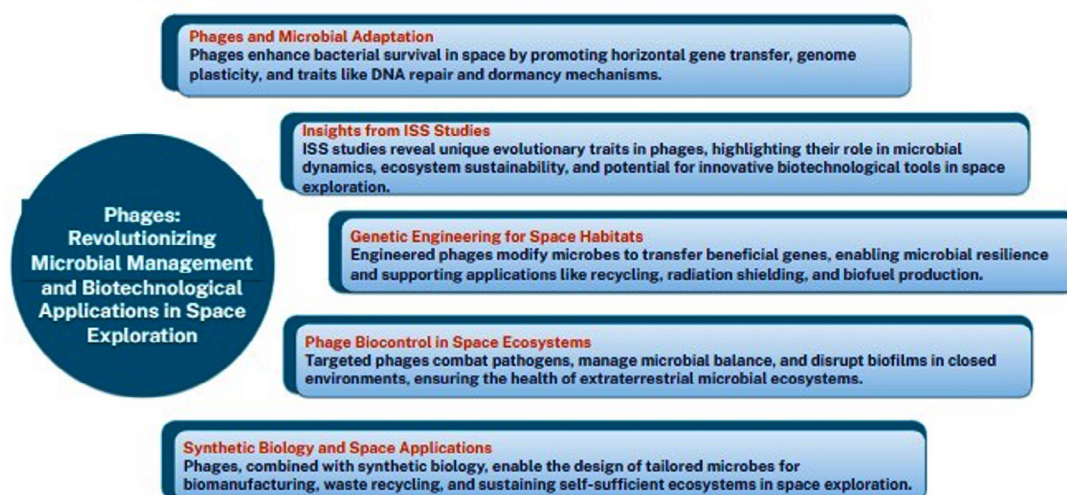 Phages and Microbial Adaptation
Phages enhance bacterial survival in space by promoting horizontal gene transfer, genome
plasticity, and traits like DNA repair and dormancy mechanisms.
Insights from ISS Studies
ISS studies reveal unique evolutionary traits in phages, highlighting their role in microbial
dynamics, ecosystem sustainability, and potential for innovative biotechnological tools in space
exploration.
Phages:
Revolutionizing
Microbial Management
and Biotechnological
Applications in Space
Exploration
Genetic Engineering for Space Habitats
Engineered phages modify microbes to transfer beneficial genes, enabling microbial resilience
and supporting applications like recycling, radiation shielding, and biofuel production.
Phage Biocontrol in Space Ecosystems
Targeted phages combat pathogens, manage microbial balance, and disrupt biofilms in closed
environments, ensuring the health of extraterrestrial microbial ecosystems.
Synthetic Biology and Space Applications
Phages, combined with synthetic biology, enable the design of tailored microbes for
biomanufacturing, waste recycling, and sustaining self-sufficient ecosystems in space exploration.